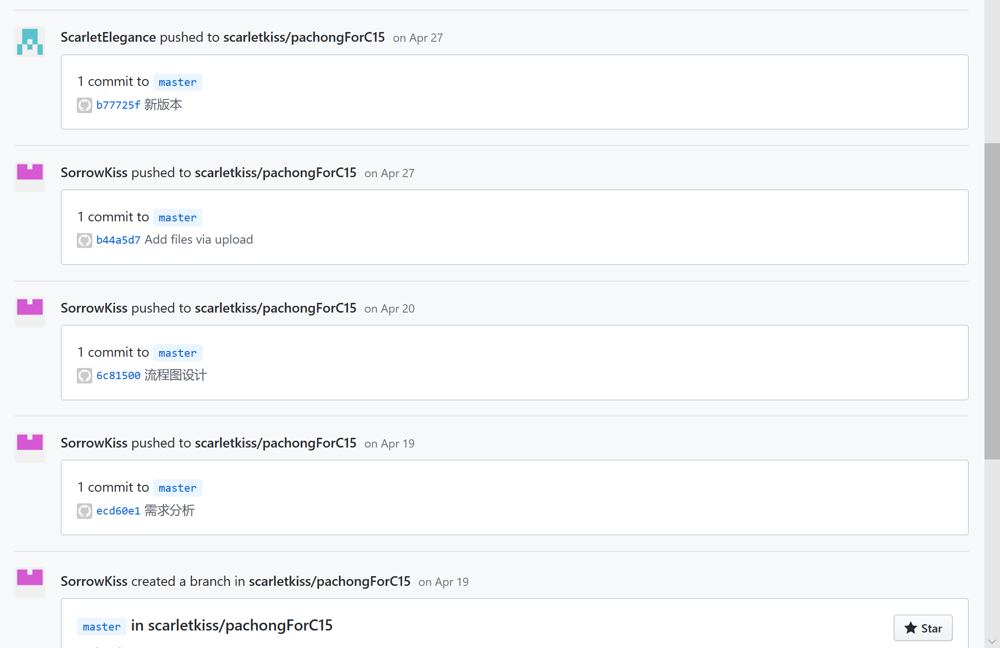 ScarletElegance pushed to scarletkiss/pachongForC15 on Apr 27
1 commit to master
b77725f 新版本
SorrowKiss pushed to scarletkiss/pachongForC15 on Apr 27
1 commit to master
b44a5d7 Add files via upload
SorrowKiss pushed to scarletkiss/pachongForC15 on Apr 20
1 commit to master
6c81500 流程图设计
SorrowKiss pushed to scarletkiss/pachongForC15 on Apr 19
1 commit to master
ecd60e1 需求分析
SorrowKiss created a branch in scarletkiss/pachongForC15 on Apr 19
master in scarletkiss/pachongForC15
Star